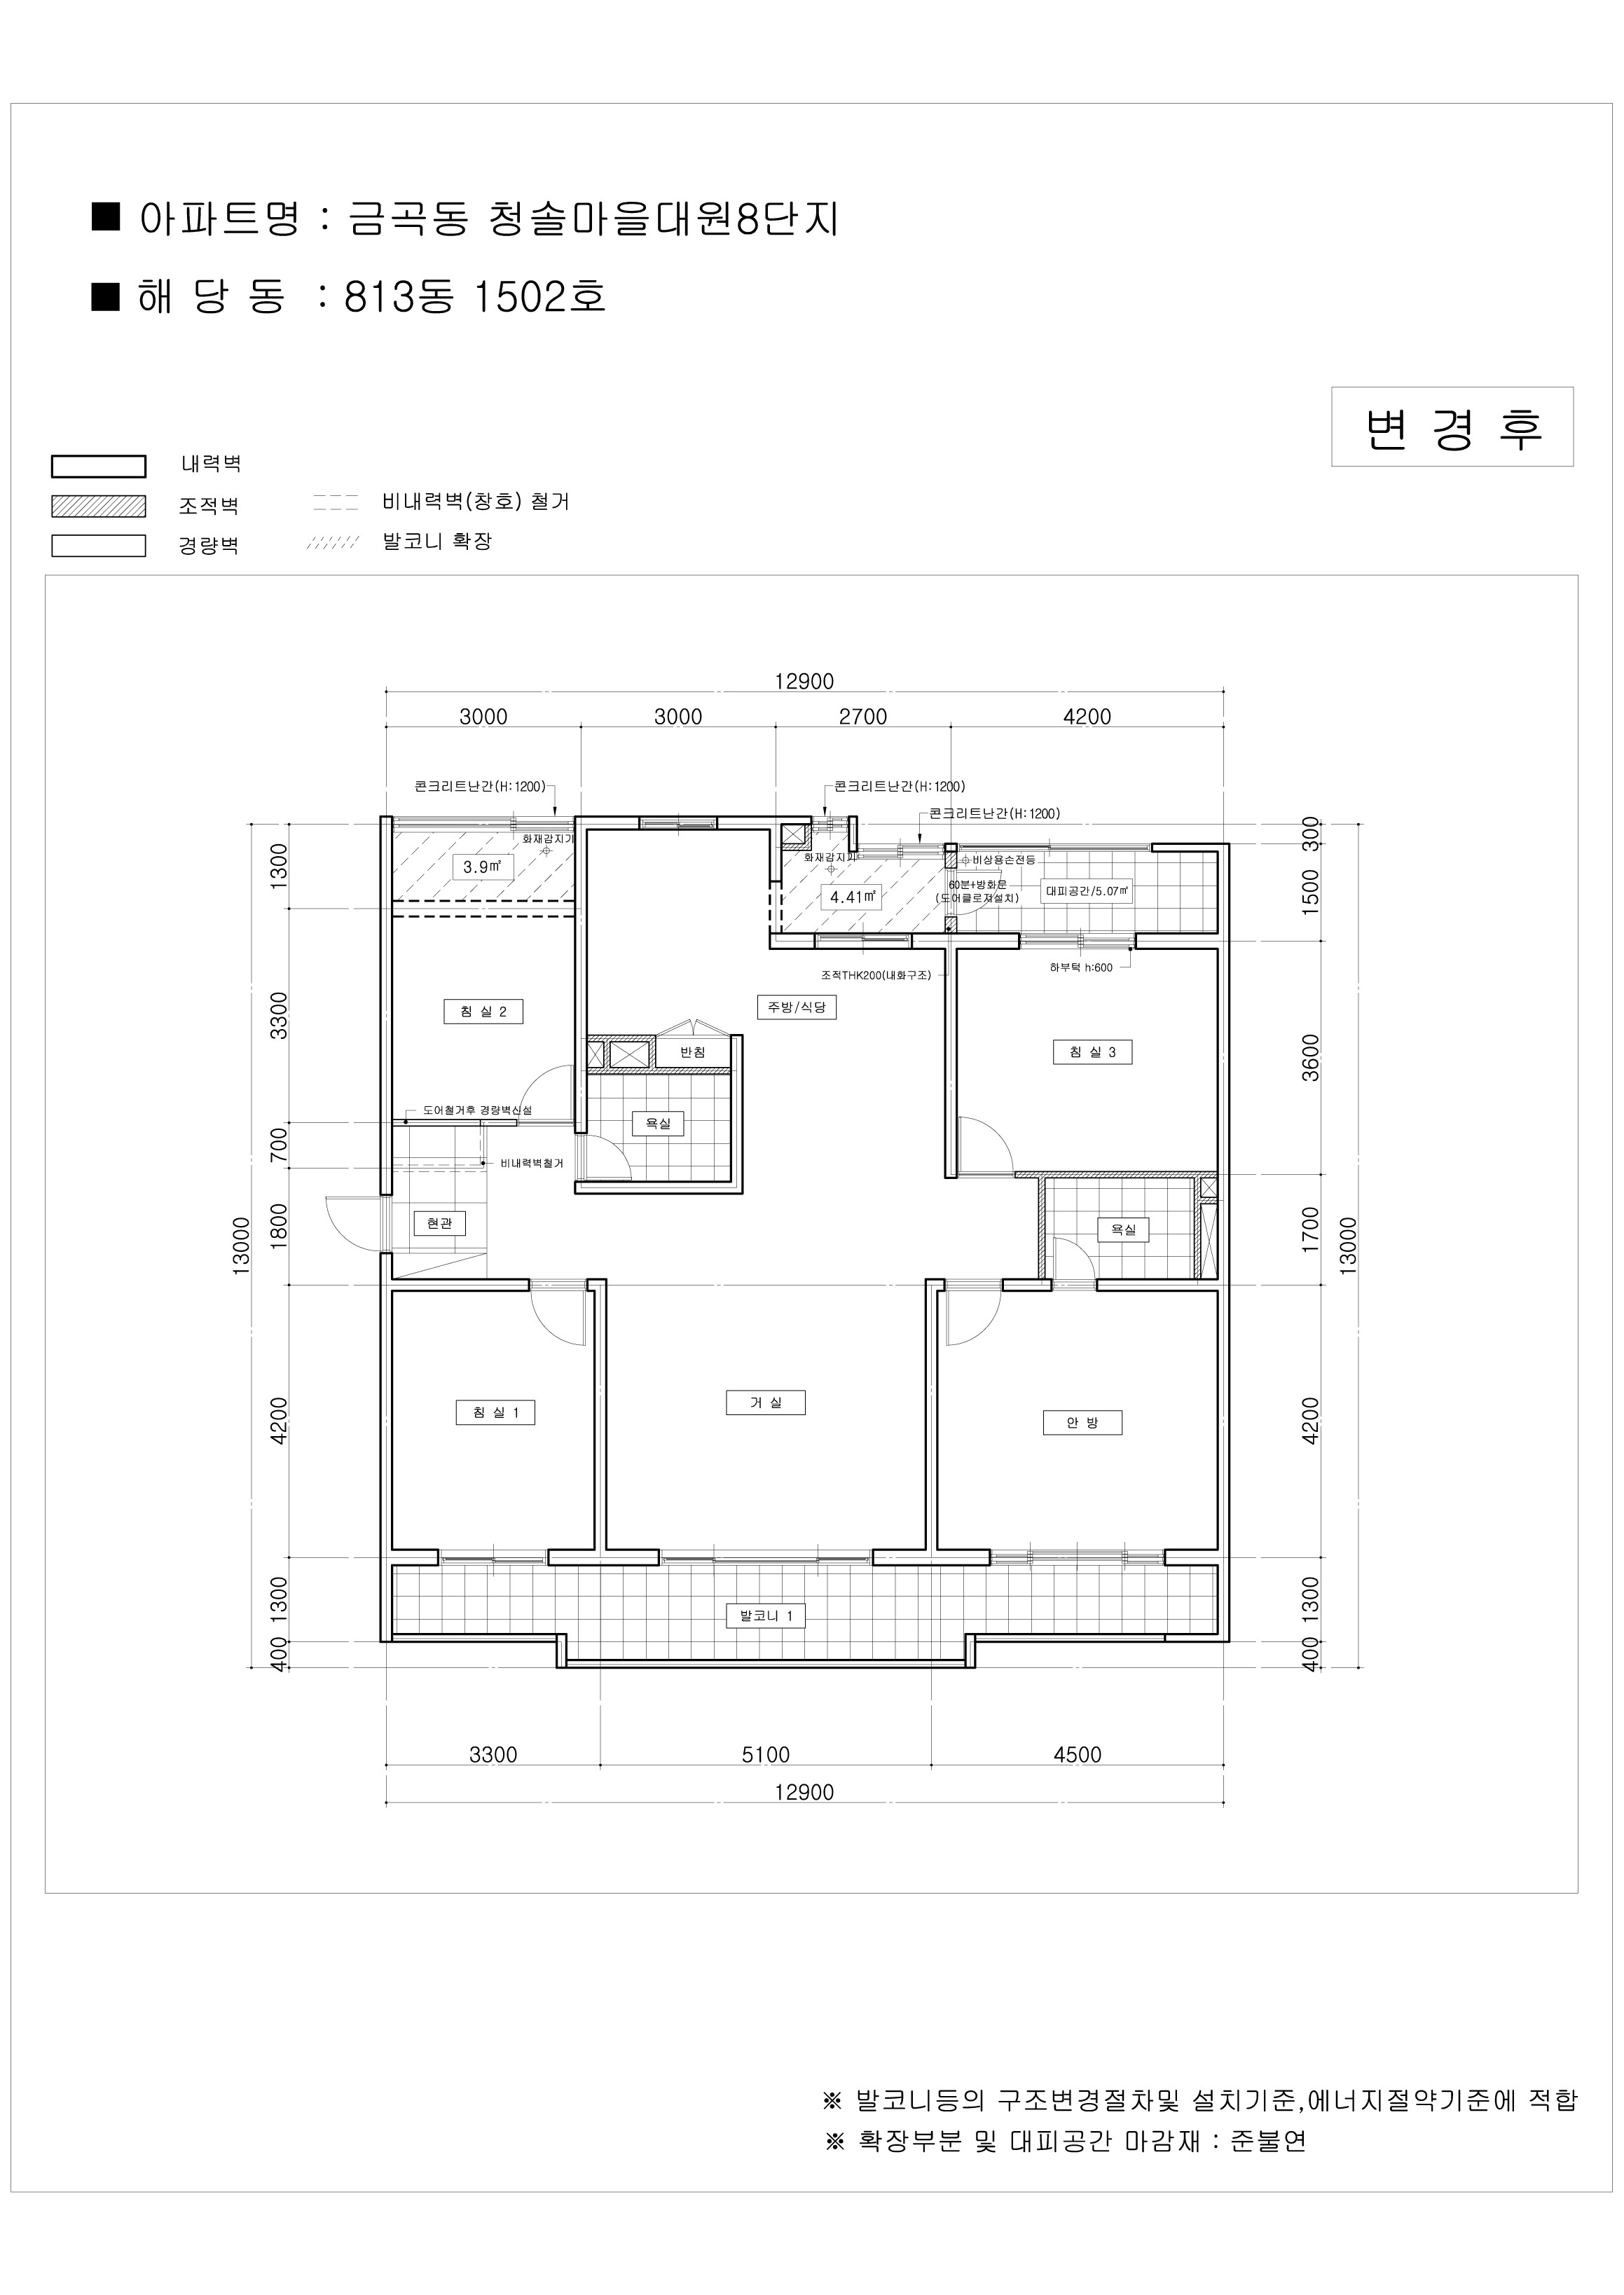 ■ 아파트명 : 금곡동 청솔마을대원8단지
■ 해 당 동 : 813동 1502호
변 경 후
내력벽
조적벽
비내력벽(창호) 철거
경량벽
발코니 확장
12900
3000
3000
2700
4200
콘크리트난간(H:1200)
콘크리트난간(H:1200)
콘크리트난간(H:1200)
화재감지기
3.9㎡
화재감지기
4.41㎡
비상용손전등
60분+방화문
(도어클로져설치)
대피공간/5.07㎡
조적THK200(내화구조)
하부턱 h:600
침 실 2
주방/식당
침 실 3
반침
욕실
도어철거후 경량벽신설
비내력벽철거
현관
욕실
침 실 1
거 실
안 방
발코니 1
13000
1300
3300
700
1800
4200
1300
400
300
1500
3600
1700
4200
1300
400
13000
3300
5100
4500
12900
※ 발코니등의 구조변경절차및 설치기준,에너지절약기준에 적합
※ 확장부분 및 대피공간 마감재 : 준불연